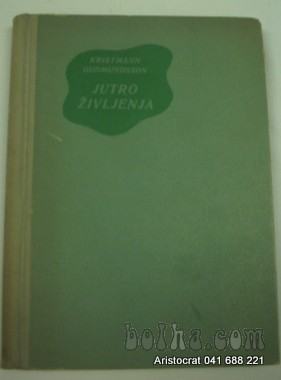 KRISTMANN
GUDMUNDSSON
JUTRO
ŽIVLJENJA
bolha.com
Aristocrat 041 688 221